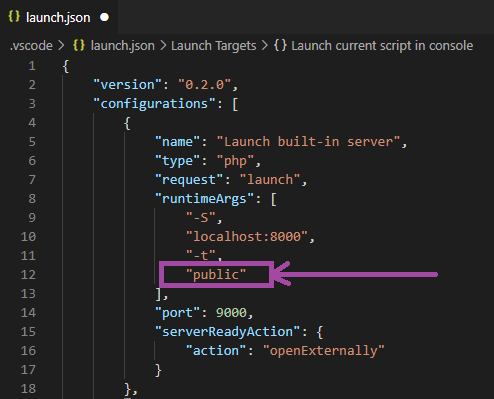 {} launch.json ●
.vscode > {} launch.json > Launch Targets > {} Launch current script in console
1 {
2 "version": "0.2.0",
3 "configurations": [
4 {
5 "name": "Launch built-in server",
6 "type": "php",
7 "request": "launch",
8 "runtimeArgs": [
9 "-S",
10 "localhost:8000",
11 "-t",
12 "public"
13 ],
14 "port": 9000,
15 "serverReadyAction": {
16 "action": "openExternally"
17 }
18 },